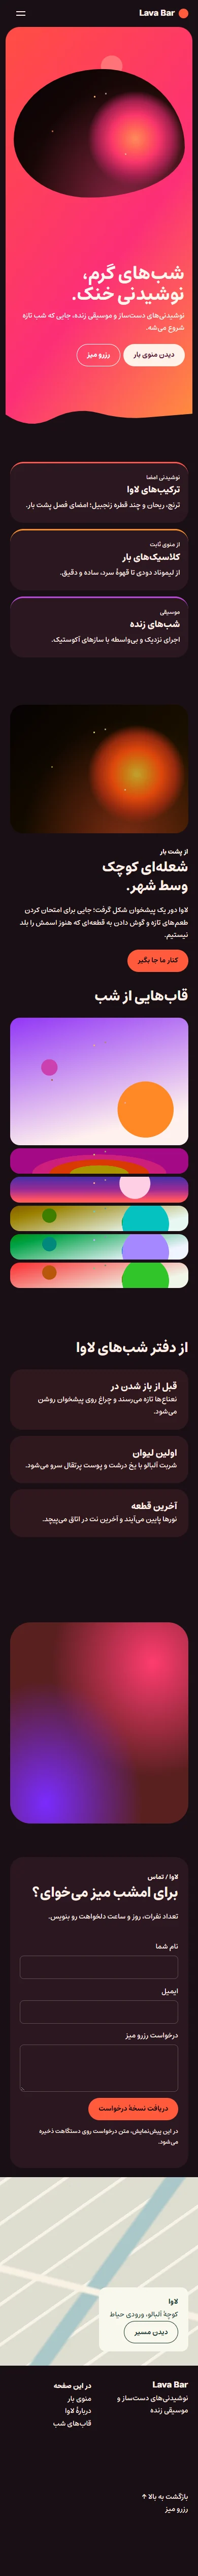 Lava Bar
شب‌های گرم،
نوشیدنی خنک.
نوشیدنی‌های دست‌ساز و موسیقی زنده، جایی که شب تازه
شروع می‌شه.
دیدن منوی بار
رزرو میز
نوشیدنی امضا
ترکیب‌های لاوا
ترنج، ریحان و چند قطره زنجبیل؛ امضای فصل پشت بار.
از منوی ثابت
کلاسیک‌های بار
از لیموناد دودی تا قهوهٔ سرد، ساده و دقیق.
موسیقی
شب‌های زنده
اجرای نزدیک و بی‌واسطه با سازهای آکوستیک.
از پشت بار
شعله‌ای کوچک
وسط شهر.
لاوا دور یک پیشخوان شکل گرفت؛ جایی برای امتحان کردن
طعم‌های تازه و گوش دادن به قطعه‌ای که هنوز اسمش را بلد
نیستیم.
کنار ما جا بگیر
قاب‌هایی از شب
از دفتر شب‌های لاوا
قبل از باز شدن در
نعناع‌ها تازه می‌رسند و چراغ روی پیشخوان روشن
می‌شود.
اولین لیوان
شربت آلبالو با یخ درشت و پوست پرتقال سرو می‌شود.
آخرین قطعه
نورها پایین می‌آیند و آخرین نت در اتاق می‌پیچد.
لاوا / تماس
برای امشب میز می‌خوای؟
تعداد نفرات، روز و ساعت دلخواهت رو بنویس.
نام شما
ایمیل
درخواست رزرو میز
دریافت نسخهٔ درخواست
در این پیش‌نمایش، متن درخواست روی دستگاهت ذخیره
می‌شود.
لاوا
کوچهٔ آلبالو، ورودی حیاط
دیدن مسیر
Lava Bar
نوشیدنی‌های دست‌ساز و
موسیقی زنده
در این صفحه
منوی بار
دربارهٔ لاوا
قاب‌های شب
بازگشت به بالا ↑
رزرو میز